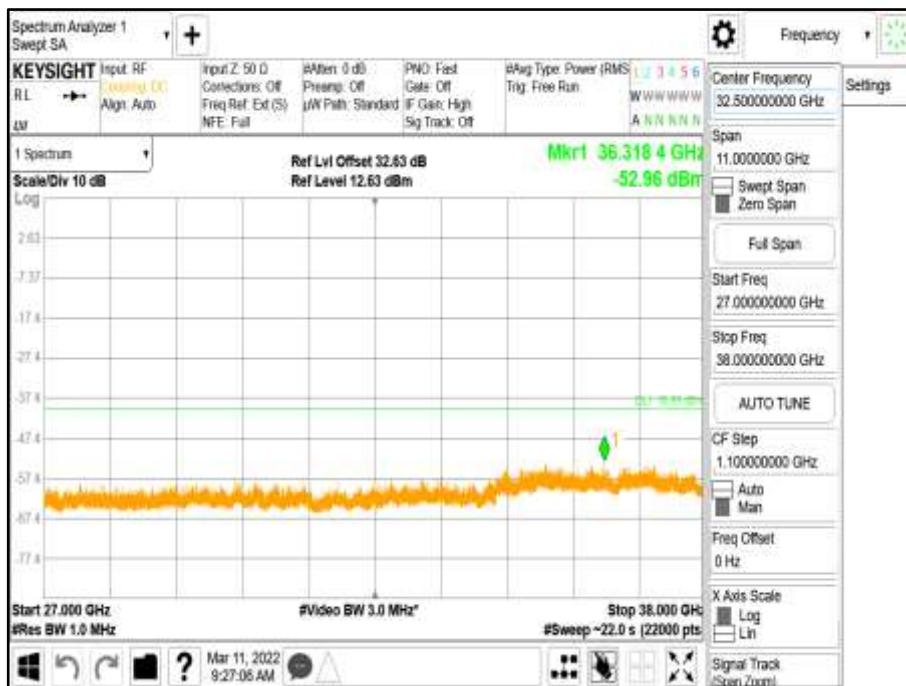 Spectrum Analyzer 1
Swept SA
Frequency
KEYSIGHT
RL
Input: RF
Coupling: DC
Align: Auto
Input Z: 50 Ω
Corrections: Off
Freq Ref: Ext (S)
NFE: Full
#Atten: 0 dB
Preamp: Off
µW Path: Standard
PNO: Fast
Gate: Off
IF Gain: High
Sig Track: Off
#Avg Type: Power (RMS
Trig: Free Run
1 2 3 4 5 6
W W W W W W
A N N N N N
Center Frequency
32.500000000 GHz
Settings
Span
11.0000000 GHz
Swept Span
Zero Span
Full Span
Start Freq
27.000000000 GHz
Stop Freq
38.000000000 GHz
AUTO TUNE
CF Step
1.100000000 GHz
Auto
Man
Freq Offset
0 Hz
X Axis Scale
Log
Lin
Signal Track
(Span Zoom)
1 Spectrum
Scale/Div 10 dB
Ref Lvl Offset 32.63 dB
Ref Level 12.63 dBm
Mkr1 36.318 4 GHz
-52.96 dBm
Log
2.63
-7.37
-17.4
-27.4
-37.4
-47.4
-57.4
-67.4
-77.4
1
Start 27.000 GHz
#Res BW 1.0 MHz
#Video BW 3.0 MHz*
Stop 38.000 GHz
#Sweep ~22.0 s (22000 pts
?
Mar 11, 2022
9:27:06 AM